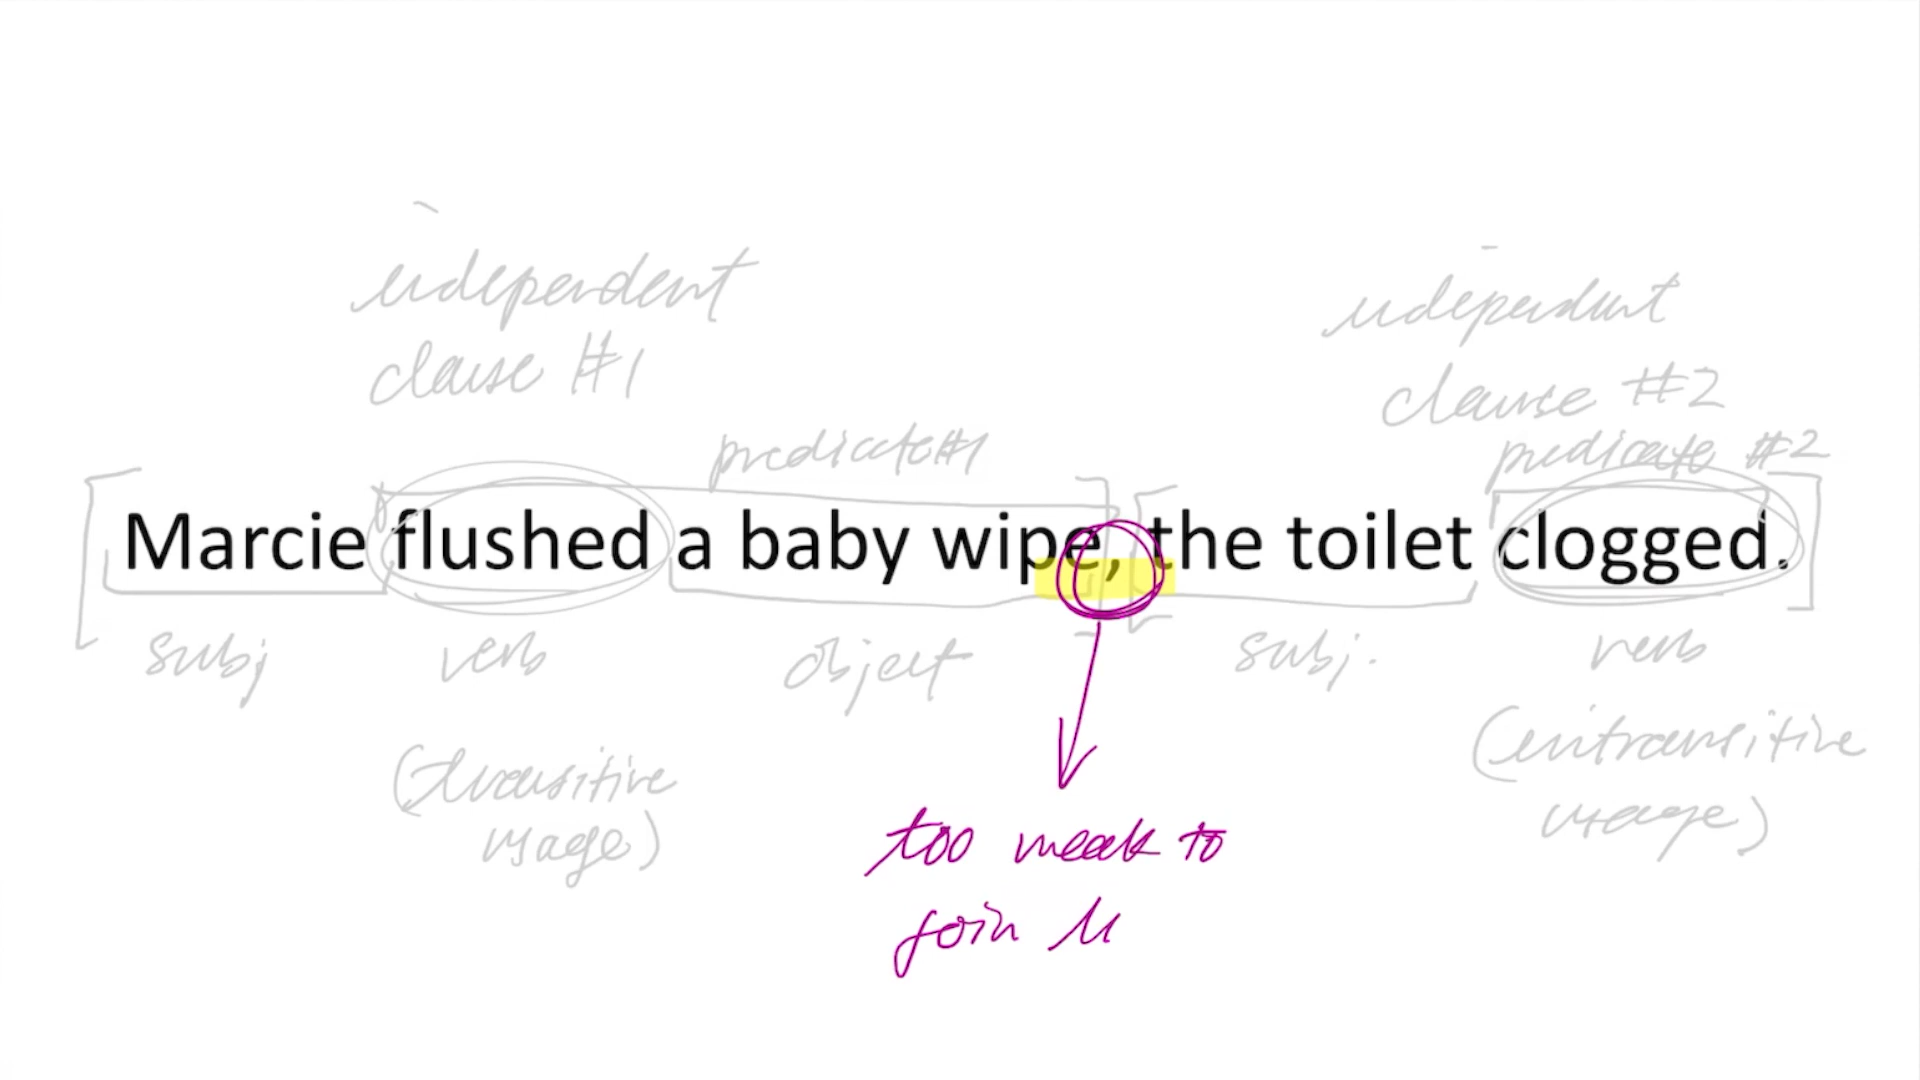 independent
clause #1
independent
clause #2
predicate #1
predicate #2
Marcie flushed a baby wipe, the toilet clogged.
subj
verb
object
subj.
verb
(transitive
usage)
(intransitive
usage)
too weak to
join